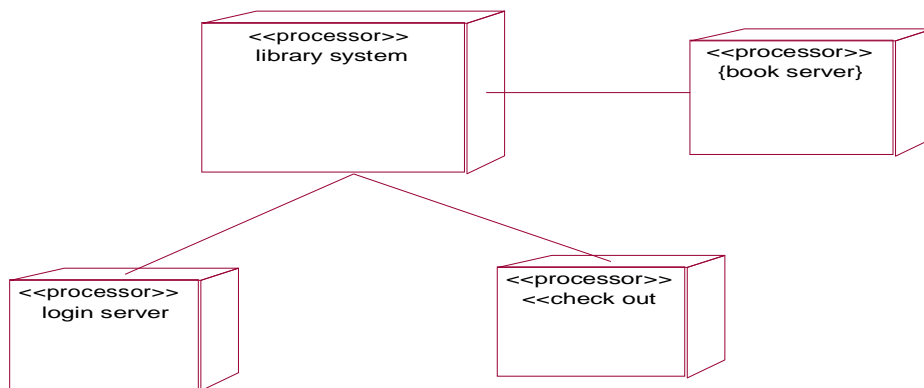 <<processor>>
library system
<<processor>>
{book server}
<<processor>>
login server
<<processor>>
<<check out